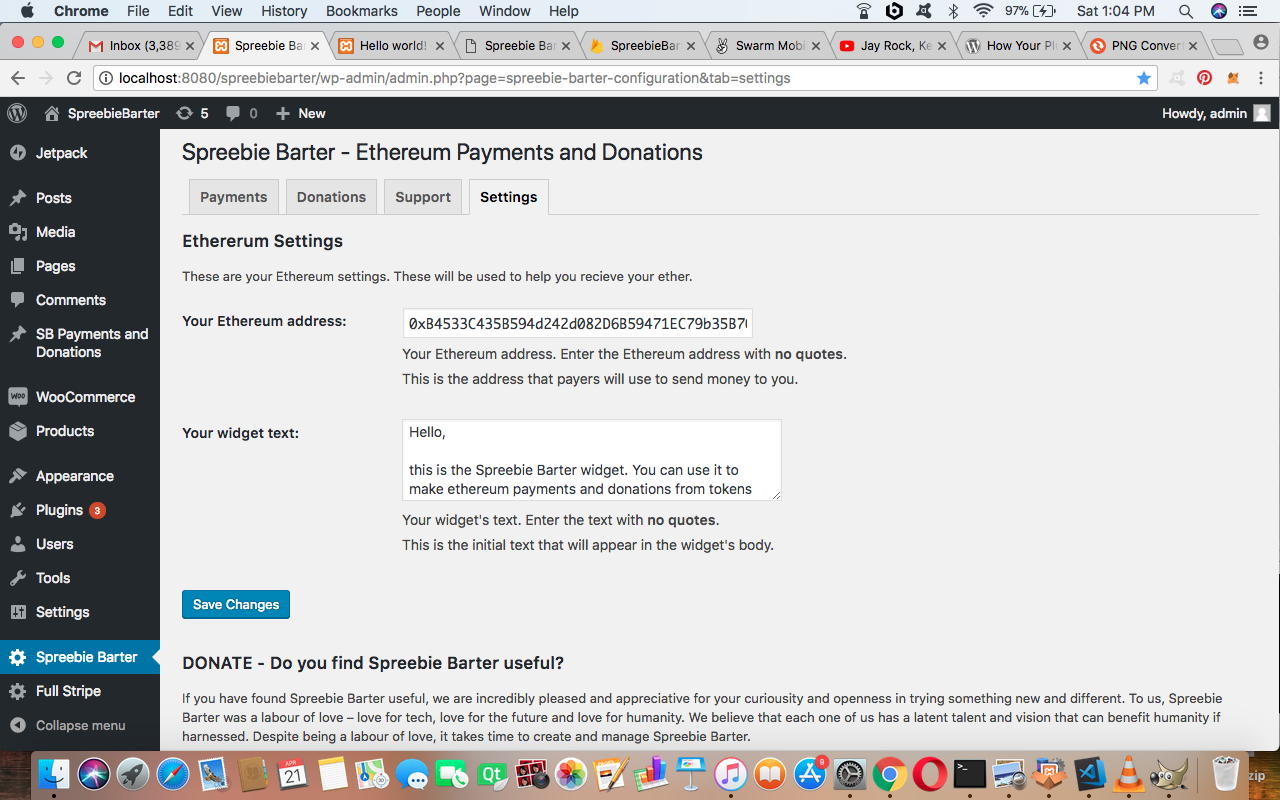 Chrome File Edit View History Bookmarks People Window Help 97% Sat 1:04 PM
Inbox (3,389 Spreebie Bar Hello world! Spreebie Bar SpreebieBar Swarm Mobi Jay Rock, Ke How Your Pl PNG Convert
localhost:8080/spreebiebarter/wp-admin/admin.php?page=spreebie-barter-configuration&tab=settings
SpreebieBarter 5 0 New Howdy, admin
Jetpack
Posts
Media
Pages
Comments
SB Payments and
Donations
WooCommerce
Products
Appearance
Plugins 3
Users
Tools
Settings
Spreebie Barter
Full Stripe
Collapse menu
Spreebie Barter - Ethereum Payments and Donations
Payments Donations Support Settings
Ethererum Settings
These are your Ethereum settings. These will be used to help you recieve your ether.
Your Ethereum address: 0xB4533C435B594d242d082D6B59471EC79b35B7
Your Ethereum address. Enter the Ethereum address with no quotes.
This is the address that payers will use to send money to you.
Your widget text:
Hello,
this is the Spreebie Barter widget. You can use it to
make ethereum payments and donations from tokens
Your widget's text. Enter the text with no quotes.
This is the initial text that will appear in the widget's body.
Save Changes
DONATE - Do you find Spreebie Barter useful?
If you have found Spreebie Barter useful, we are incredibly pleased and appreciative for your curiousity and openness in trying something new and different. To us, Spreebie
Barter was a labour of love – love for tech, love for the future and love for humanity. We believe that each one of us has a latent talent and vision that can benefit humanity if
harnessed. Despite being a labour of love, it takes time to create and manage Spreebie Barter.
APR
21
Qt
9
zip